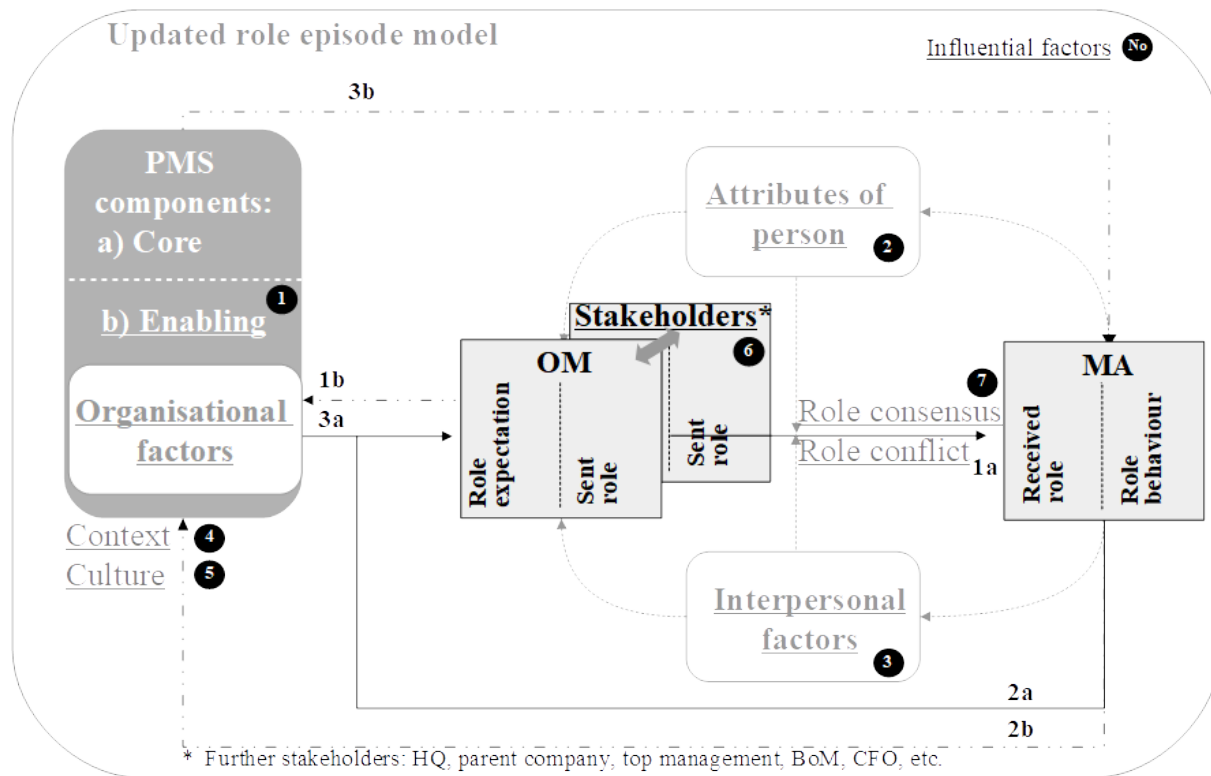 Updated role episode model
Influential factors No
3b
PMS
components:
a) Core
1
b) Enabling
Organisational
factors
1b
3a
Context 4
Culture 5
Attributes of
person
2
Stakeholders*
6
OM
Role
expectation
Sent
role
Sent
role
7
Role consensus
Role conflict
1a
MA
Received
role
Role
behaviour
Interpersonal
factors
3
2a
2b
* Further stakeholders: HQ, parent company, top management, BoM, CFO, etc.